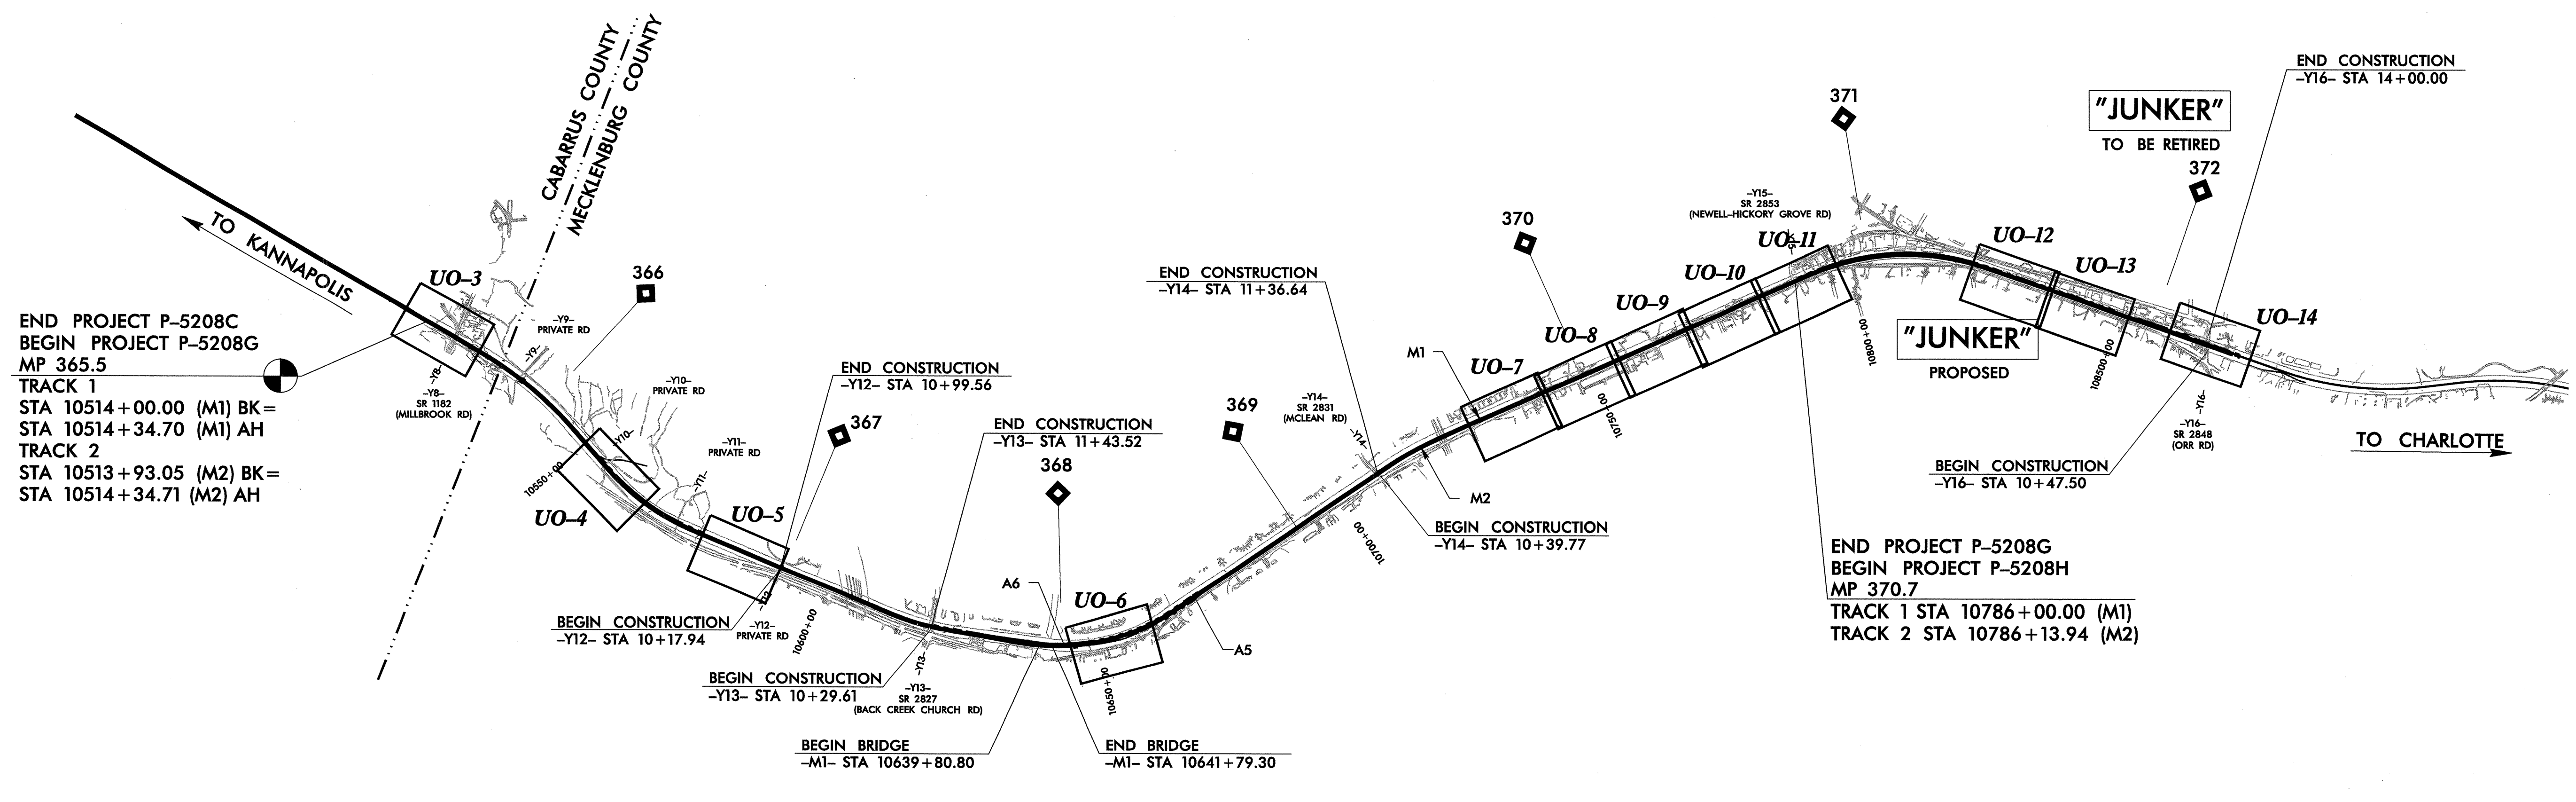 CABARRUS COUNTY
MECKLENBURG COUNTY
TO KANNAPOLIS
END PROJECT P–5208C
BEGIN PROJECT P–5208G
MP 365.5
TRACK 1
STA 10514+00.00 (M1) BK=
STA 10514+34.70 (M1) AH
TRACK 2
STA 10513+93.05 (M2) BK=
STA 10514+34.71 (M2) AH
UO–3
–Y8–
–Y8–
SR 1182
(MILLBROOK RD)
–Y9–
PRIVATE RD
–Y9–
366
–Y10–
PRIVATE RD
–Y10–
–Y11–
PRIVATE RD
–Y11–
10550+00
UO–4
UO–5
END CONSTRUCTION
–Y12– STA 10+99.56
367
BEGIN CONSTRUCTION
–Y12– STA 10+17.94
–Y12–
–Y12–
PRIVATE RD
10600+00
END CONSTRUCTION
–Y13– STA 11+43.52
368
BEGIN CONSTRUCTION
–Y13– STA 10+29.61
–Y13–
–Y13–
SR 2827
(BACK CREEK CHURCH RD)
A6
UO–6
10650+00
BEGIN BRIDGE
–M1– STA 10639+80.80
END BRIDGE
–M1– STA 10641+79.30
A5
369
END CONSTRUCTION
–Y14– STA 11+36.64
–Y14–
SR 2831
(MCLEAN RD)
–Y14–
10700+00
M1
M2
BEGIN CONSTRUCTION
–Y14– STA 10+39.77
370
UO–7
UO–8
UO–9
UO–10
UO–11
10750+00
–Y15–
SR 2853
(NEWELL–HICKORY GROVE RD)
371
10800+00
END PROJECT P–5208G
BEGIN PROJECT P–5208H
MP 370.7
TRACK 1 STA 10786+00.00 (M1)
TRACK 2 STA 10786+13.94 (M2)
"JUNKER"
PROPOSED
UO–12
UO–13
108500+00
"JUNKER"
TO BE RETIRED
372
END CONSTRUCTION
–Y16– STA 14+00.00
UO–14
BEGIN CONSTRUCTION
–Y16– STA 10+47.50
–Y16–
–Y16–
SR 2848
(ORR RD)
TO CHARLOTTE